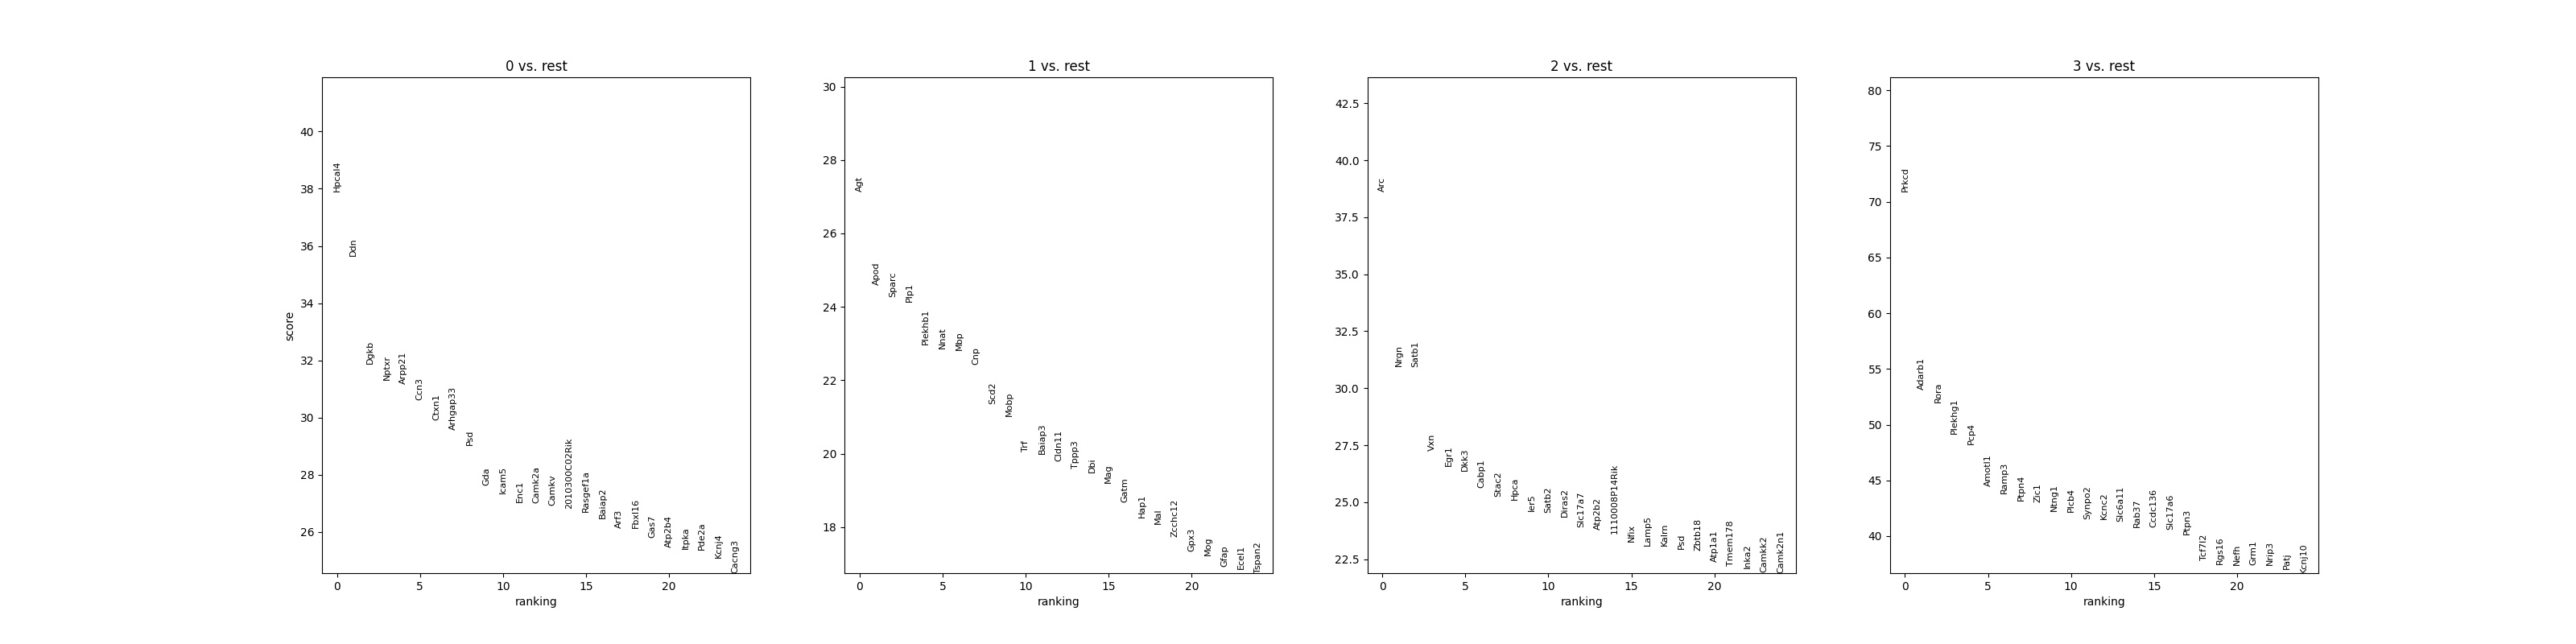 0 vs. rest
score
40
38
36
34
32
30
28
26
Hpcal4
Ddn
Dgkb
Nptxr
Arpp21
Ccn3
Ctxn1
Arhgap33
Psd
Gda
Icam5
Enc1
Camk2a
Camkv
2010300C02Rik
Rasgef1a
Baiap2
Arf3
Fbxl16
Gas7
Atp2b4
Itpka
Pde2a
Kcnj4
Cacng3
0 5 10 15 20
ranking
1 vs. rest
30
28
26
24
22
20
18
Agt
Apod
Sparc
Plp1
Plekhb1
Nnat
Mbp
Cnp
Scd2
Mobp
Trf
Baiap3
Cldn11
Tppp3
Dbi
Mag
Gatm
Hap1
Mal
Zcchc12
Gpx3
Mog
Gfap
Ecel1
Tspan2
0 5 10 15 20
ranking
2 vs. rest
42.5
40.0
37.5
35.0
32.5
30.0
27.5
25.0
22.5
Arc
Nrgn
Satb1
Vxn
Egr1
Dkk3
Cabp1
Stac2
Hpca
Ier5
Satb2
Diras2
Slc17a7
Atp2b2
1110008P14Rik
Nfix
Lamp5
Kalrn
Psd
Zbtb18
Atp1a1
Tmem178
Inka2
Camkk2
Camk2n1
0 5 10 15 20
ranking
3 vs. rest
80
75
70
65
60
55
50
45
40
Prkcd
Adarb1
Rora
Plekhg1
Pcp4
Amotl1
Ramp3
Ptpn4
Zic1
Ntng1
Plcb4
Synpo2
Kcnc2
Slc6a11
Rab37
Ccdc136
Slc17a6
Ptpn3
Tcf7l2
Rgs16
Nefh
Grm1
Nrip3
Patj
Kcnj10
0 5 10 15 20
ranking